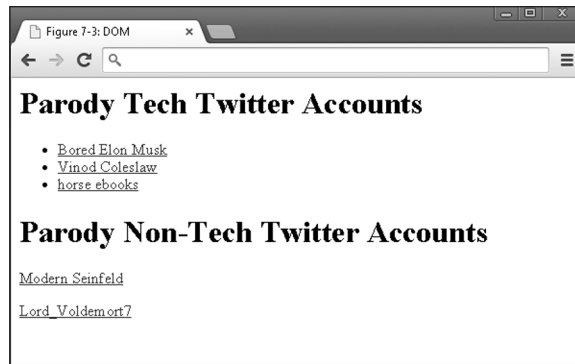 Figure 7-3: DOM
Parody Tech Twitter Accounts
Bored Elon Musk
Vinod Coleslaw
horse ebooks
Parody Non-Tech Twitter Accounts
Modern Seinfeld
Lord_Voldemort7